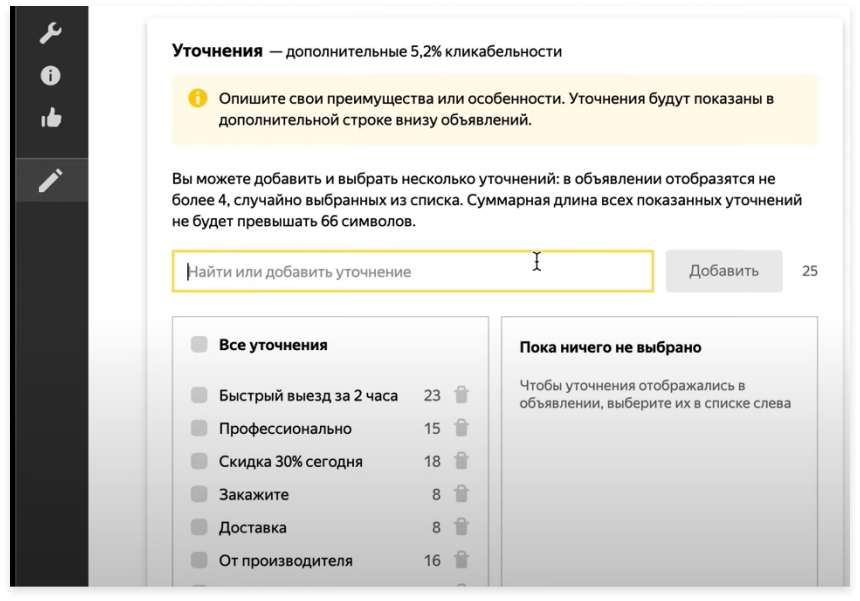 Уточнения — дополнительные 5,2% кликабельности
Опишите свои преимущества или особенности. Уточнения будут показаны в
дополнительной строке внизу объявлений.
Вы можете добавить и выбрать несколько уточнений: в объявлении отобразятся не
более 4, случайно выбранных из списка. Суммарная длина всех показанных уточнений
не будет превышать 66 символов.
Найти или добавить уточнение
Добавить
25
Все уточнения
Быстрый выезд за 2 часа 23
Профессионально 15
Скидка 30% сегодня 18
Закажите 8
Доставка 8
От производителя 16
Пока ничего не выбрано
Чтобы уточнения отображались в
объявлении, выберите их в списке слева